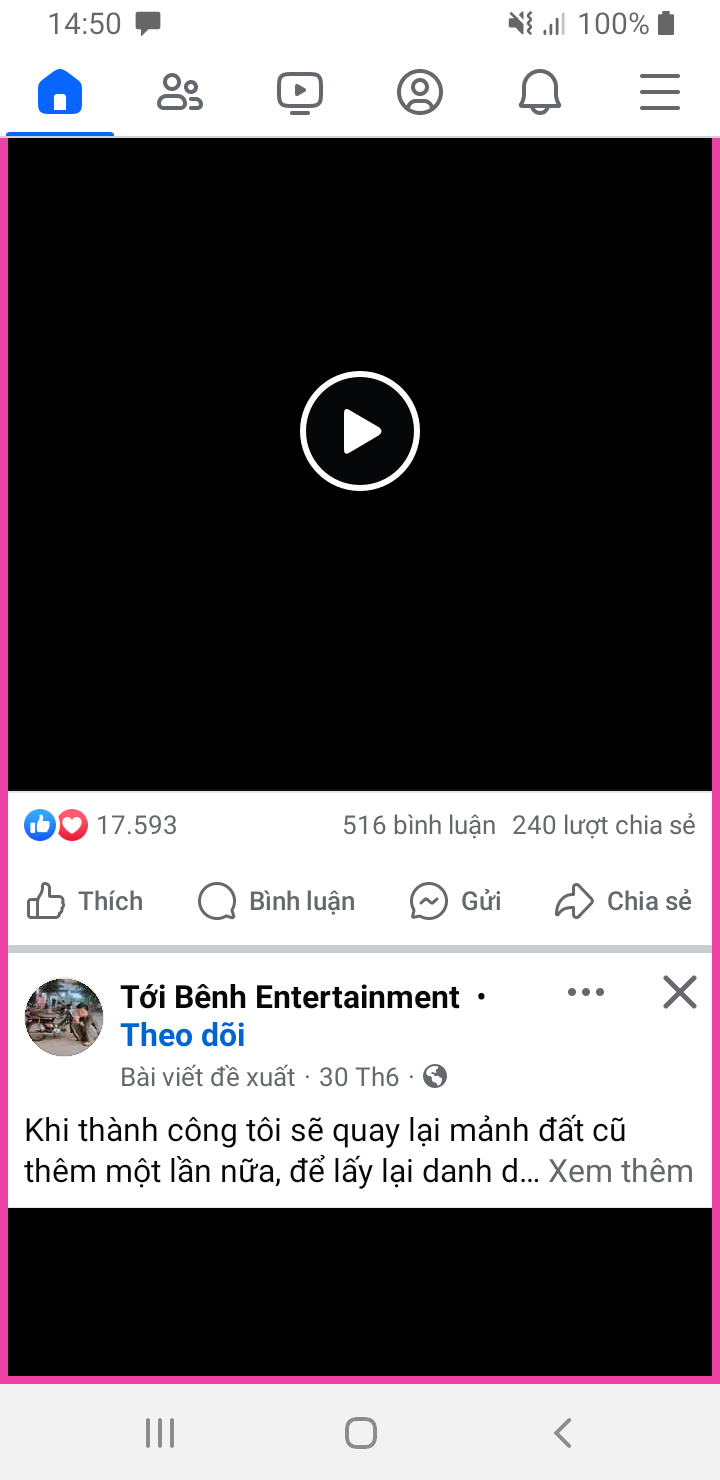 14:50 100%
17.593 516 bình luận 240 lượt chia sẻ
Thích Bình luận Gửi Chia sẻ
Tới Bênh Entertainment ·
Theo dõi
Bài viết đề xuất · 30 Th6 ·
Khi thành công tôi sẽ quay lại mảnh đất cũ
thêm một lần nữa, để lấy lại danh d... Xem thêm